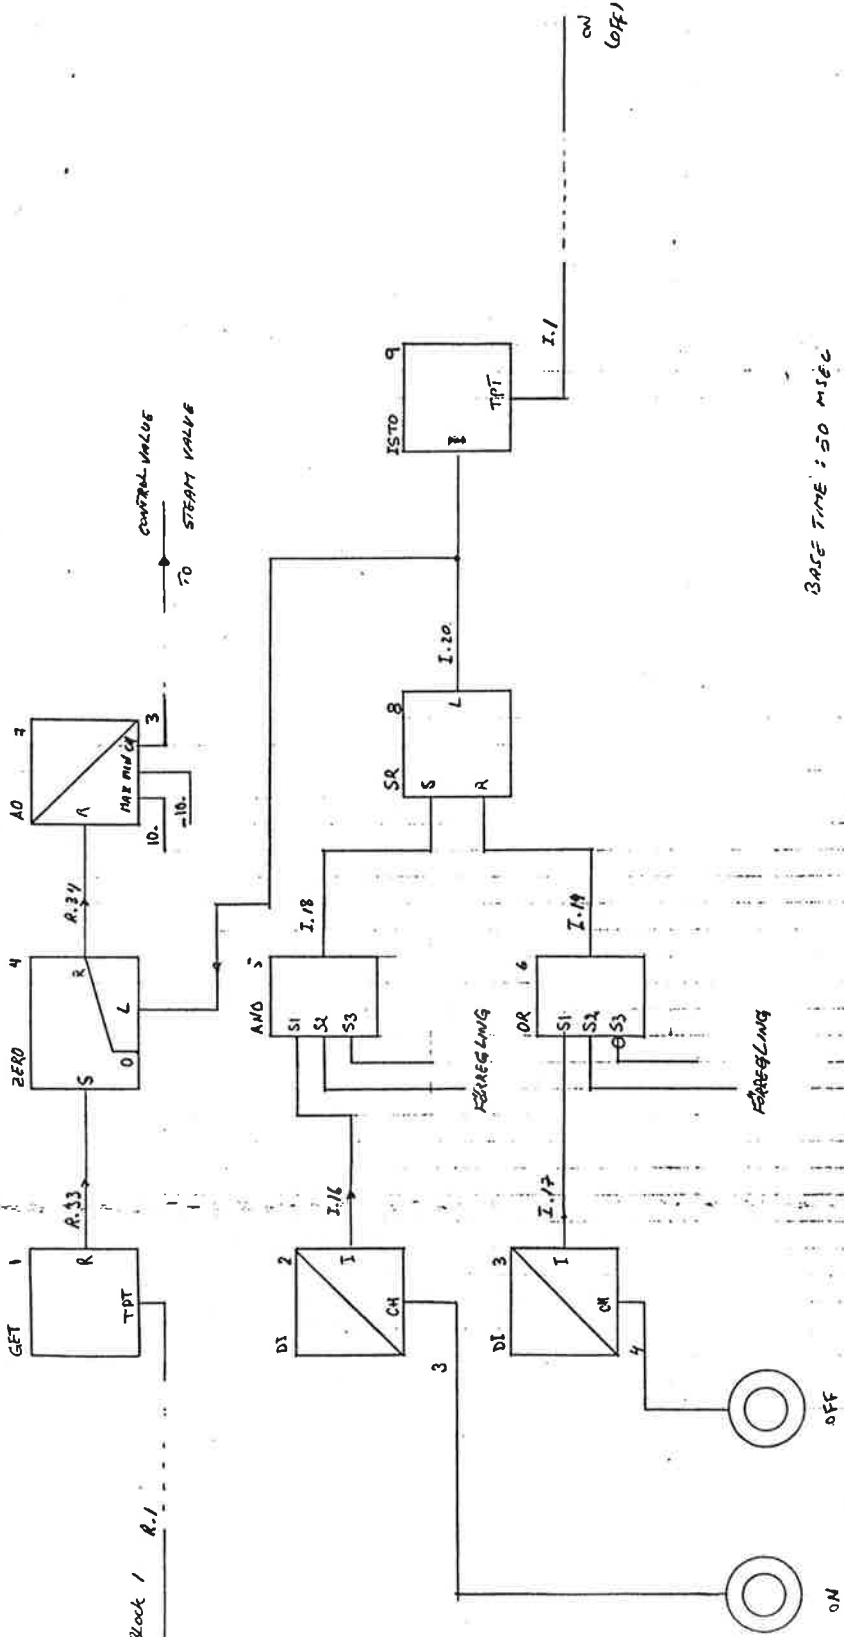 GET 1
R
TPT
BLOCK 1
R.1
R.33
ZERO 4
S
R
0
L
R.34
AO 7
R
MAX MIN CH
10.
-10.
3
CONTROL VALUE
TO STEAM VALVE
DI 2
I
CH
3
I.16
AND 5
S1
S2
S3
FÖRREGLING
I.18
DI 3
I
CH
4
I.17
OR 6
S1
S2
S3
FÖRREGLING
I.19
SR 8
S
R
L
I.20
ISTO 9
TPT
I.1
ON
(OFF)
ON
OFF
BASE TIME : 50 MSEC